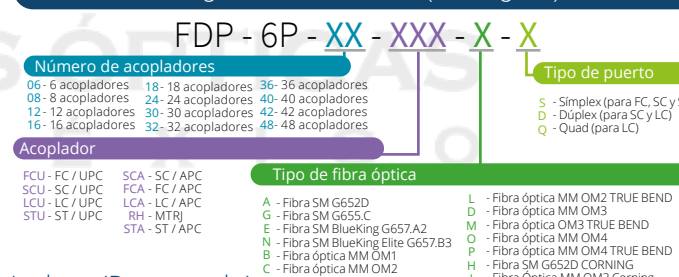 FDP - 6P - XX - XXX - X - X
Número de acopladores
06 - 6 acopladores 18 - 18 acopladores 36 - 36 acopladores
08 - 8 acopladores 24 - 24 acopladores 40 - 40 acopladores
12 - 12 acopladores 30 - 30 acopladores 42 - 42 acopladores
16 - 16 acopladores 32 - 32 acopladores 48 - 48 acopladores
Tipo de puerto
S - Símplex (para FC, SC y
D - Dúplex (para SC y LC)
Q - Quad (para LC)
Acoplador
FCU - FC / UPC SCA - SC / APC
SCU - SC / UPC FCA - FC / APC
LCU - LC / UPC LCA - LC / APC
STU - ST / UPC RH - MTRJ
STA - ST / APC
Tipo de fibra óptica
A - Fibra SM G652D
G - Fibra SM G655.C
E - Fibra SM BlueKing G657.A2
N - Fibra SM BlueKing Elite G657.B3
B - Fibra óptica MM OM1
C - Fibra óptica MM OM2
L - Fibra óptica MM OM2 TRUE BEND
D - Fibra óptica MM OM3
M - Fibra óptica OM3 TRUE BEND
O - Fibra óptica MM OM4
P - Fibra óptica MM OM4 TRUE BEND
H - Fibra SM G652D CORNING